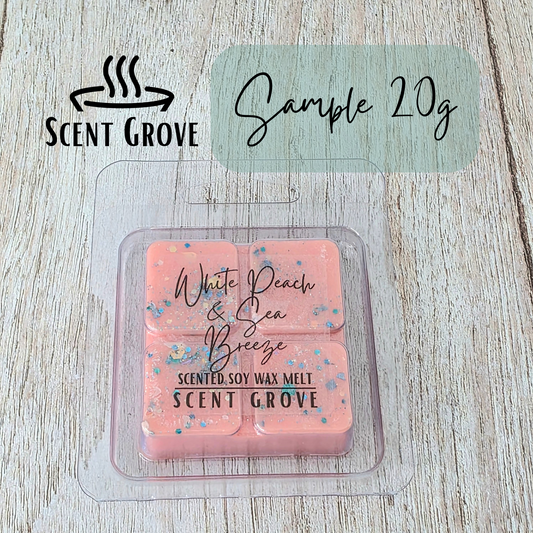 SCENT GROVE
Sample 20g
White Peach
& Sea
Breeze
SCENTED SOY WAX MELT
SCENT GROVE